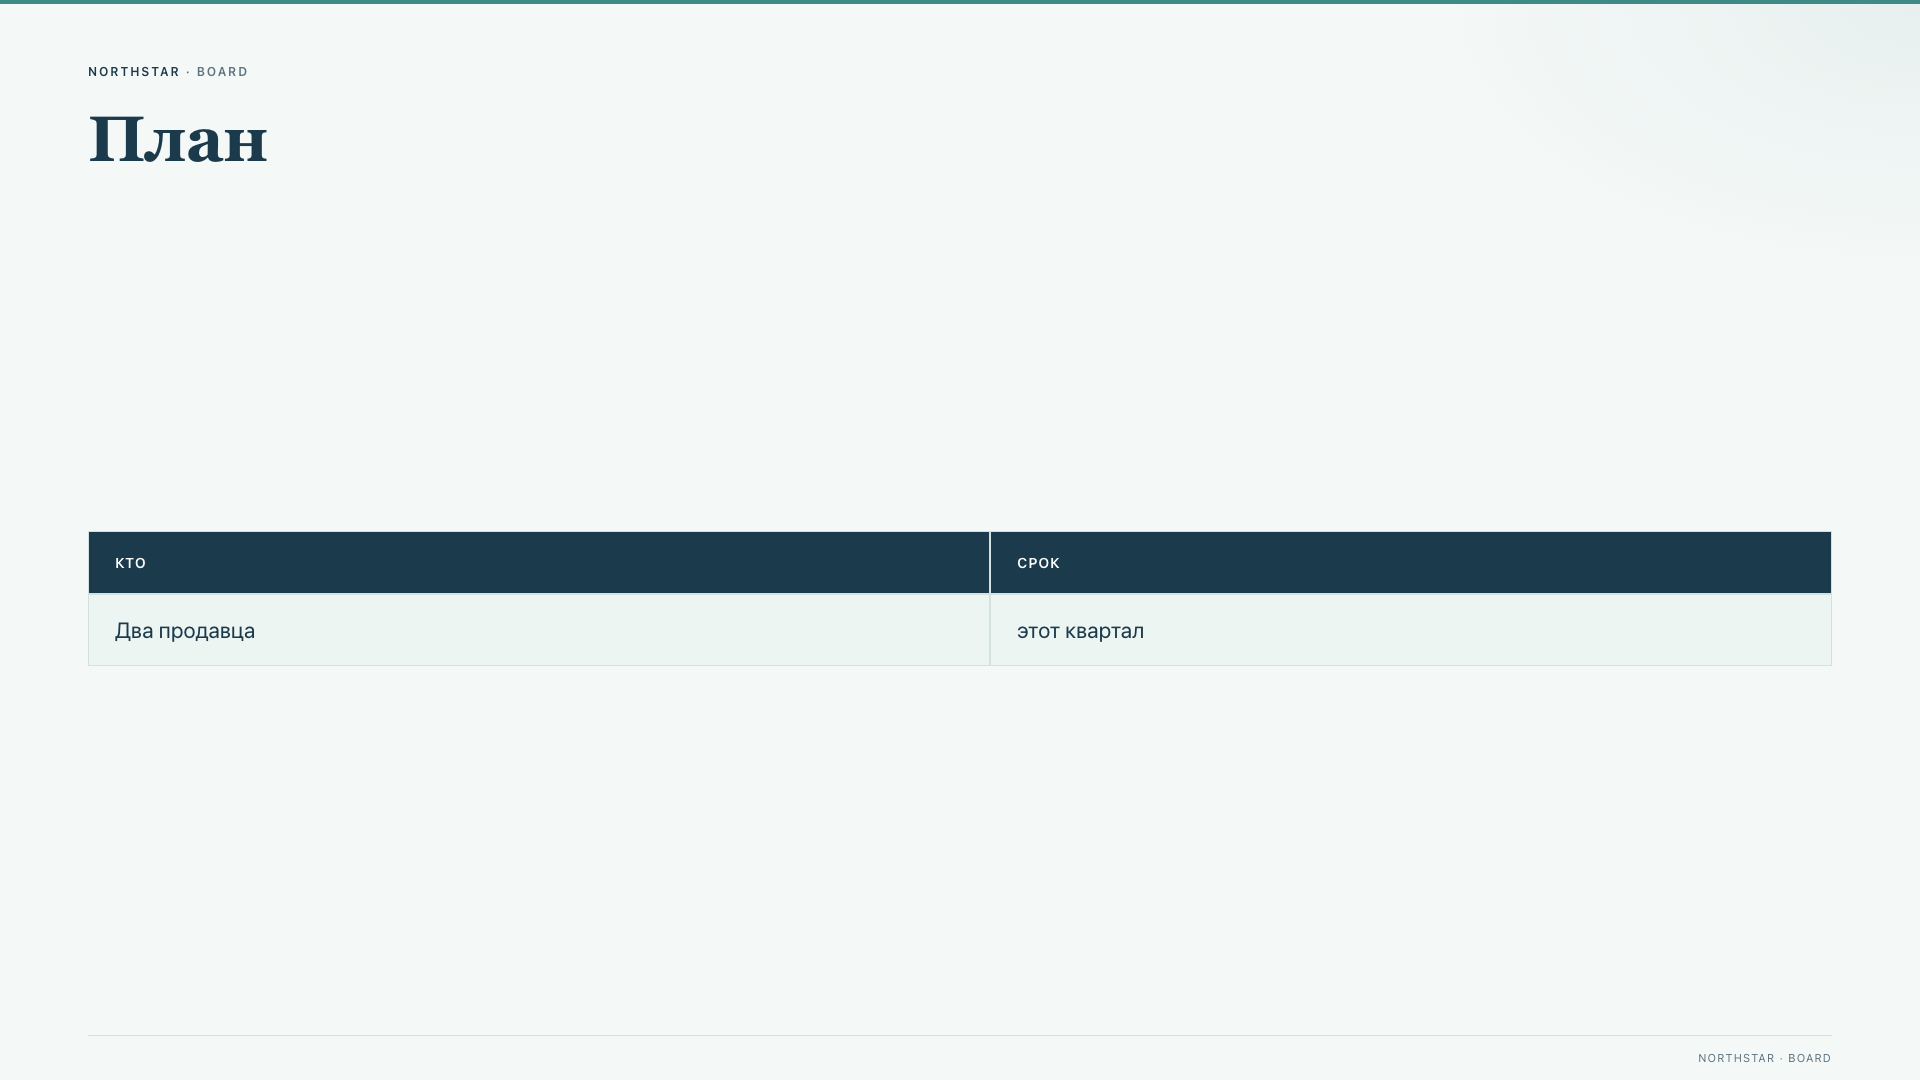 NORTHSTAR · BOARD
План
КТО
СРОК
Два продавца
этот квартал
NORTHSTAR · BOARD